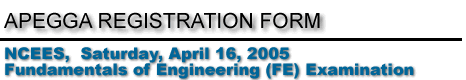 APEGGA REGISTRATION FORM
NCEES,  Saturday, April 16, 2005
Fundamentals of Engineering (FE) Examination